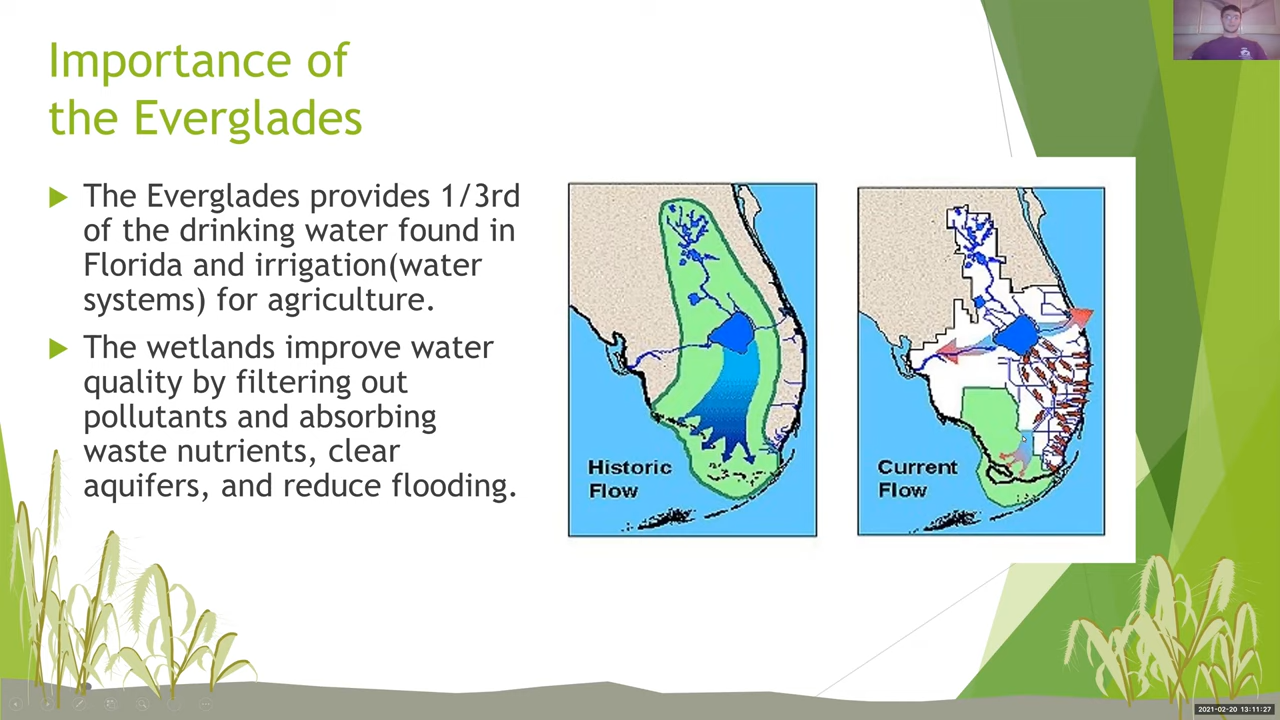 Importance of
the Everglades
The Everglades provides 1/3rd
of the drinking water found in
Florida and irrigation(water
systems) for agriculture.
The wetlands improve water
quality by filtering out
pollutants and absorbing
waste nutrients, clear
aquifers, and reduce flooding.
Historic
Flow
Current
Flow
2021-02-20 13:11:27